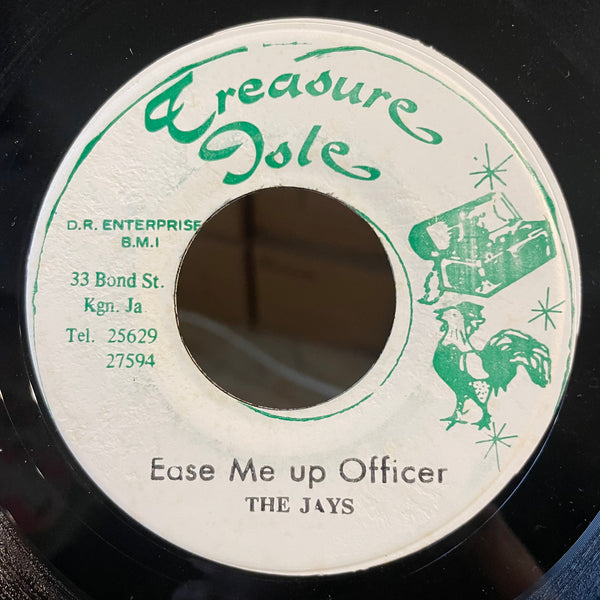 Treasure
Isle
D.R. ENTERPRISE
B.M.I
33 Bond St.
Kgn. Ja
Tel. 25629
27594
Ease Me up Officer
THE JAYS